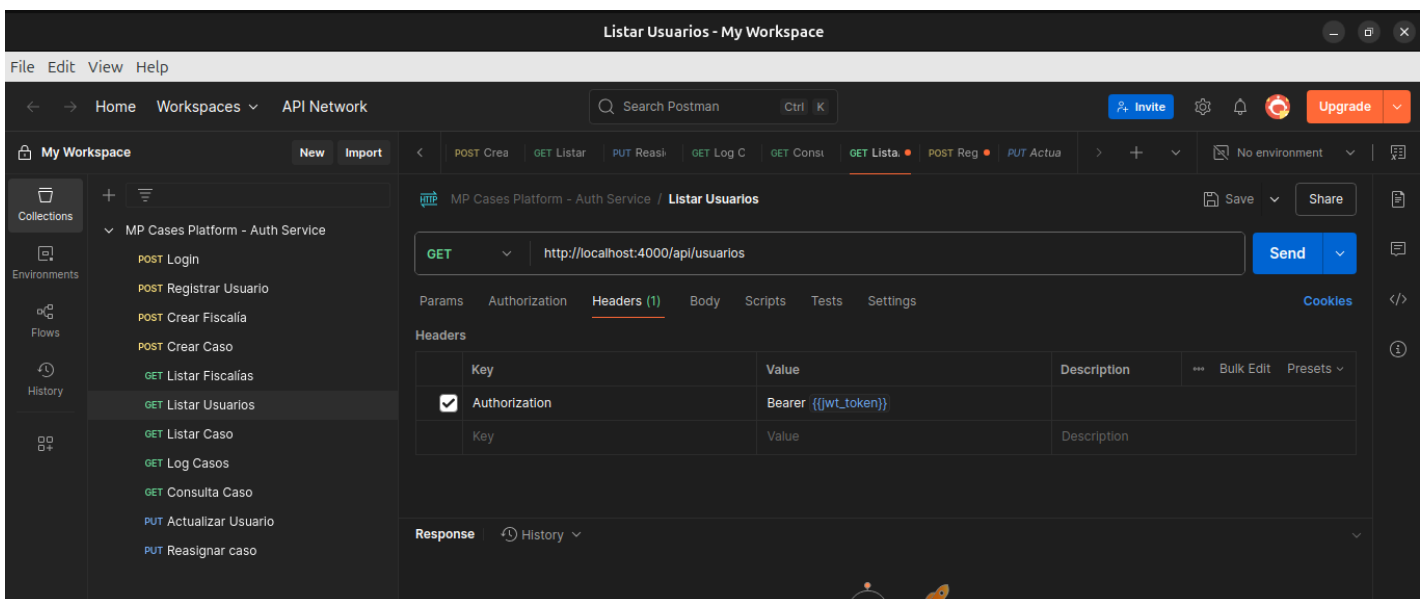 Listar Usuarios - My Workspace
File Edit View Help
Home Workspaces API Network Search Postman Ctrl K Invite Upgrade
My Workspace New Import POST Crea GET Listar PUT Reasi GET Log C GET Consu GET Lista. POST Reg PUT Actua No environment
Collections
Environments
Flows
History
MP Cases Platform - Auth Service
POST Login
POST Registrar Usuario
POST Crear Fiscalía
POST Crear Caso
GET Listar Fiscalías
GET Listar Usuarios
GET Listar Caso
GET Log Casos
GET Consulta Caso
PUT Actualizar Usuario
PUT Reasignar caso
HTTP MP Cases Platform - Auth Service / Listar Usuarios Save Share
GET http://localhost:4000/api/usuarios Send
Params Authorization Headers (1) Body Scripts Tests Settings Cookies
Headers
Key Value Description Bulk Edit Presets
Authorization Bearer {{jwt_token}}
Key Value Description
Response History